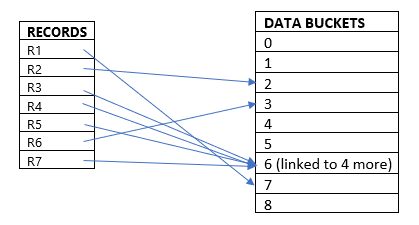 RECORDS
R1
R2
R3
R4
R5
R6
R7
DATA BUCKETS
0
1
2
3
4
5
6 (linked to 4 more)
7
8